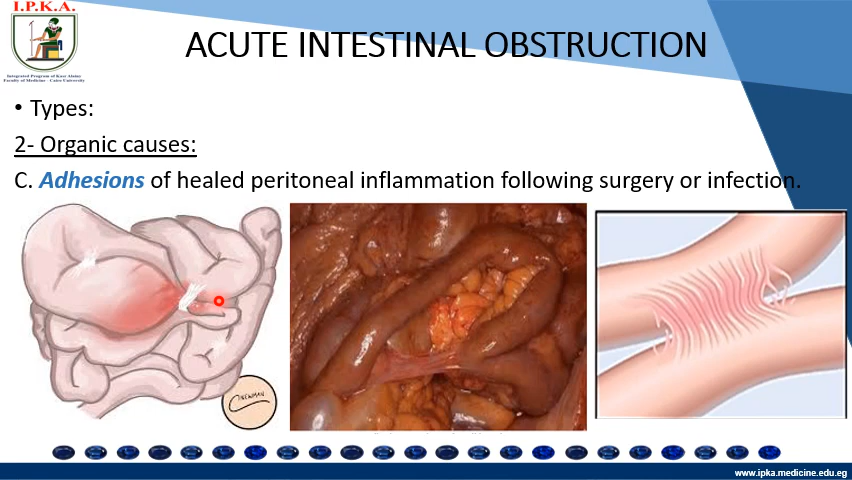 I.P.K.A.
Integrated Program of Kasr Alainy
Faculty of Medicine - Cairo University
ACUTE INTESTINAL OBSTRUCTION
• Types:
2- Organic causes:
C. Adhesions of healed peritoneal inflammation following surgery or infection.
www.ipka.medicine.edu.eg